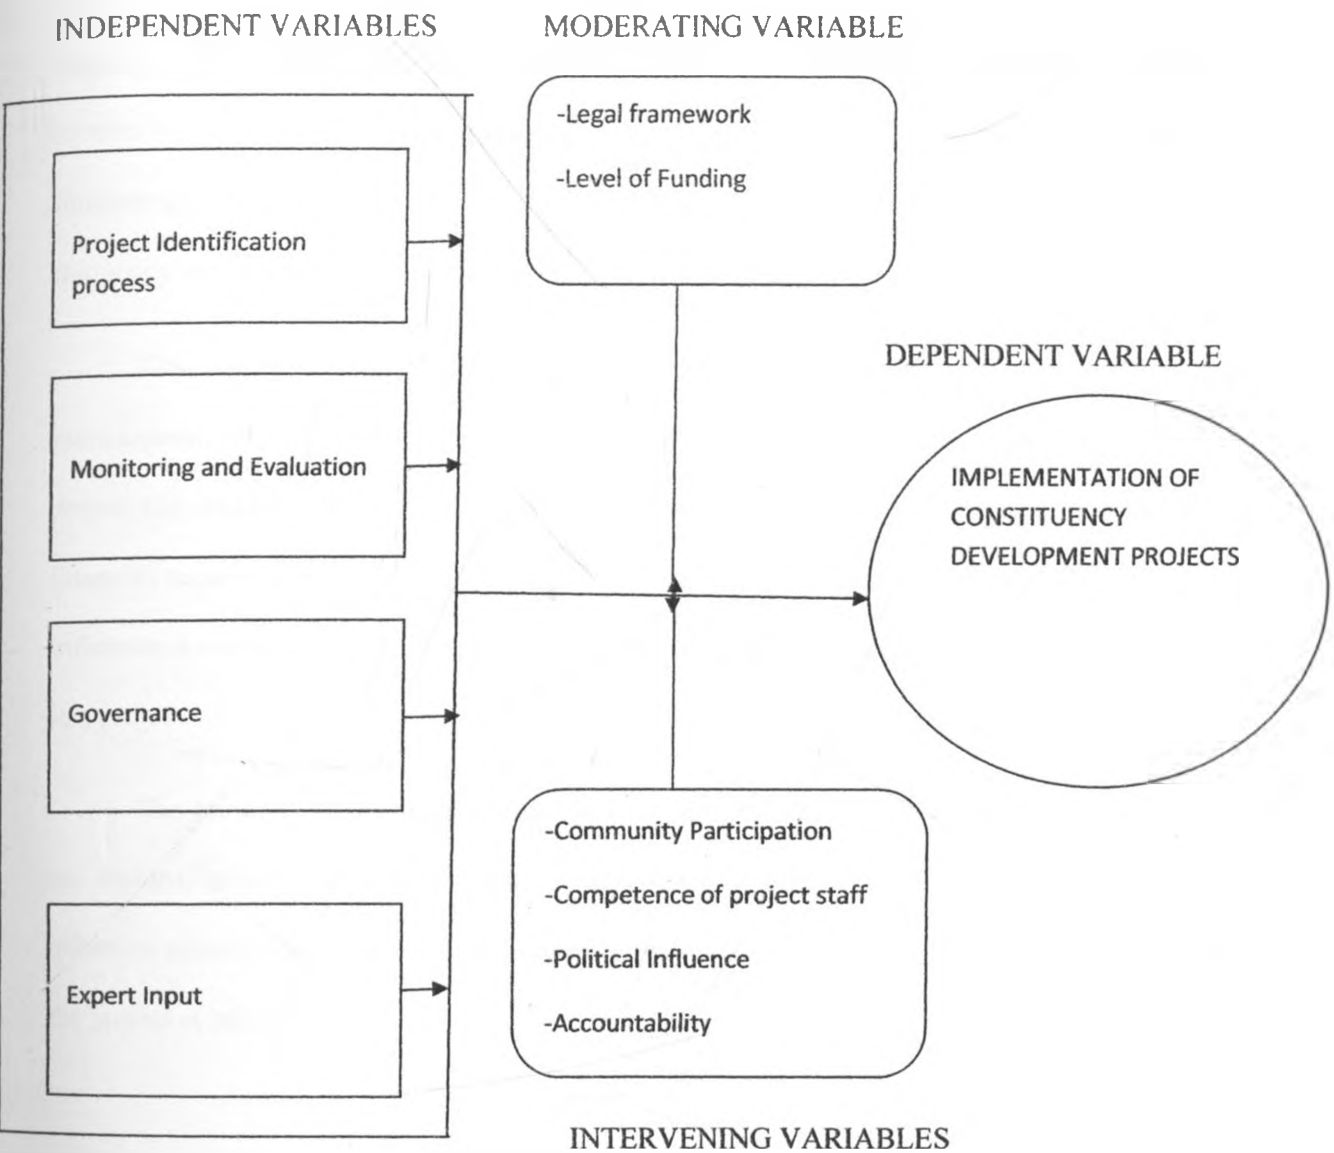 INDEPENDENT VARIABLES
MODERATING VARIABLE
-Legal framework
-Level of Funding
Project Identification
process
Monitoring and Evaluation
Governance
Expert Input
DEPENDENT VARIABLE
IMPLEMENTATION OF
CONSTITUENCY
DEVELOPMENT PROJECTS
-Community Participation
-Competence of project staff
-Political Influence
-Accountability
INTERVENING VARIABLES